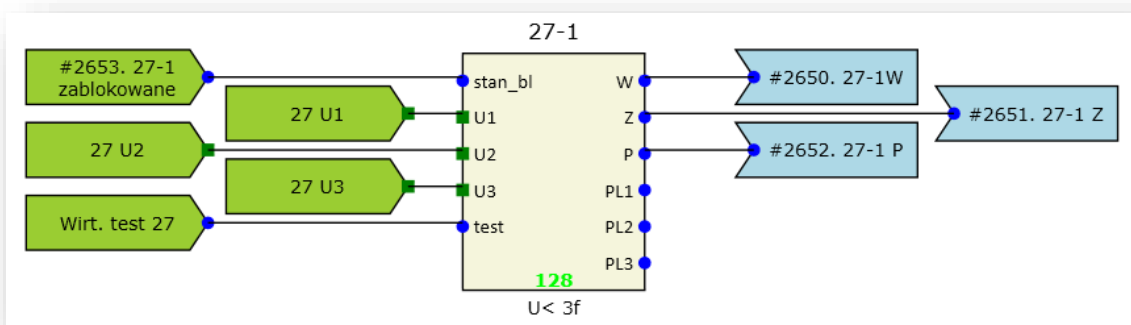 27-1
#2653. 27-1
zablokowane
27 U1
27 U2
27 U3
Wirt. test 27
stan_bl
U1
U2
U3
test
W
Z
P
PL1
PL2
PL3
128
U< 3f
#2650. 27-1W
#2651. 27-1 Z
#2652. 27-1 P